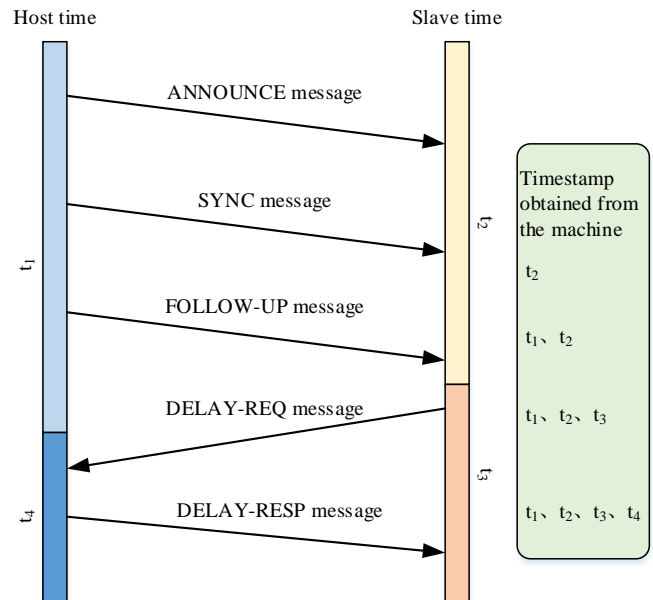 Host time
Slave time
ANNOUNCE message
SYNC message
FOLLOW-UP message
DELAY-REQ message
DELAY-RESP message
t₁
t₄
t₂
t₃
Timestamp
obtained from
the machine
t₂
t₁、t₂
t₁、t₂、t₃
t₁、t₂、t₃、t₄